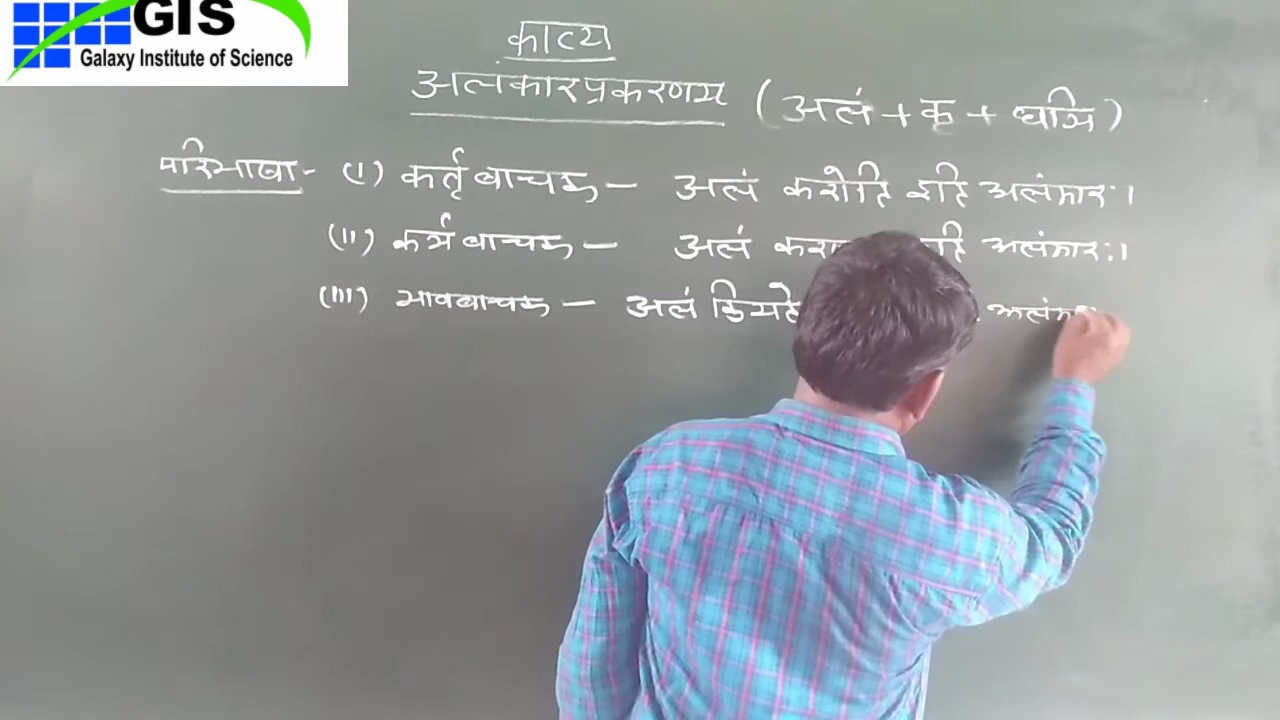 GIS
Galaxy Institute of Science
काव्य
अलंकारप्रकरणम (अलं + कृ + घञि)
परिभाषा - (I) कर्तृवाचक - अलं करोति इति अलंकारः।
(II) कर्मवाचक - अलं इति अलंकारः।
(III) भाववाचक - अलं क्रियते